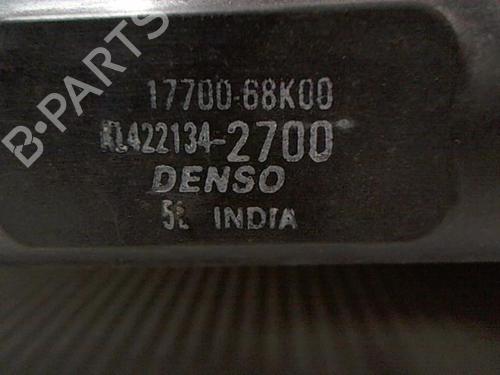 B-PARTS
17700-68K00
422134-2700
DENSO
INDIA